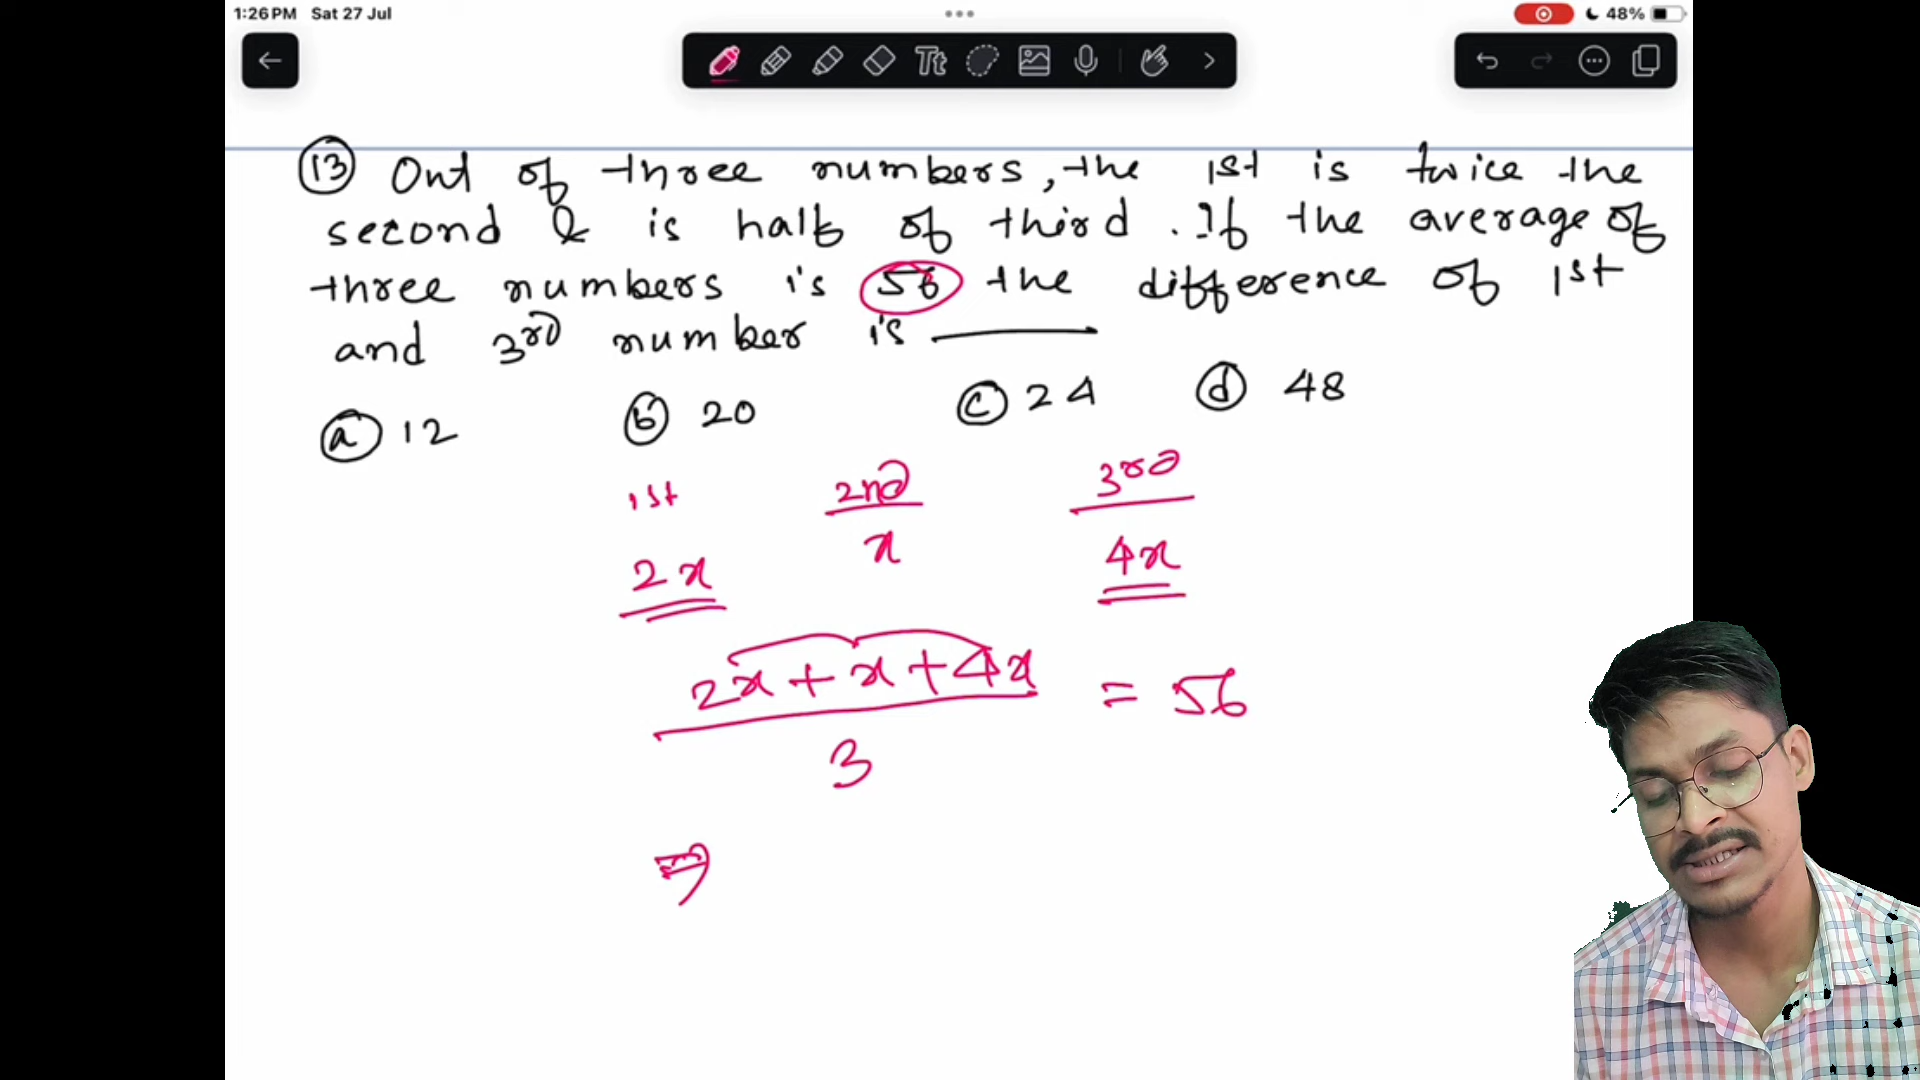 1:26 PM Sat 27 Jul
48%
Tt
13 Out of three numbers, the 1st is twice the
second & is half of third. If the average of
three numbers is 56 the difference of 1st
and 3rd number is ______
a 12 b 20 c 24 d 48
1st 2nd 3rd
2x x 4x
2x + x + 4x = 56
3
⇒